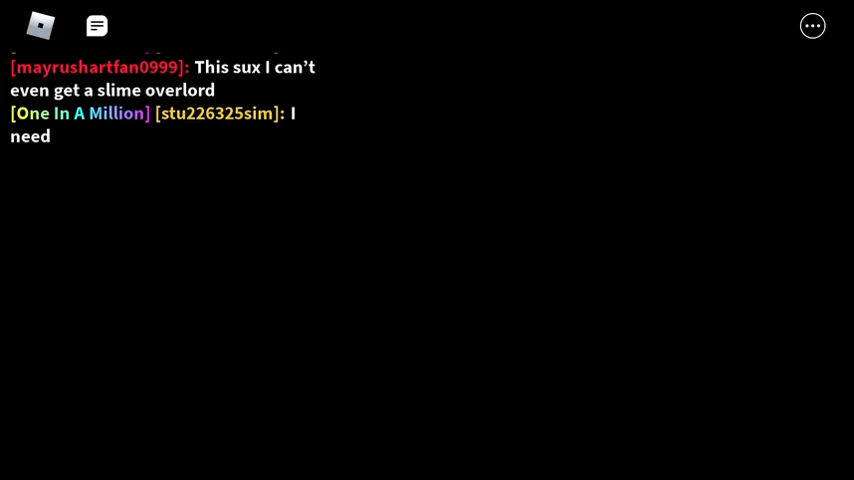 [mayrushartfan0999]: This sux I can't
even get a slime overlord
[One In A Million] [stu226325sim]: I
need